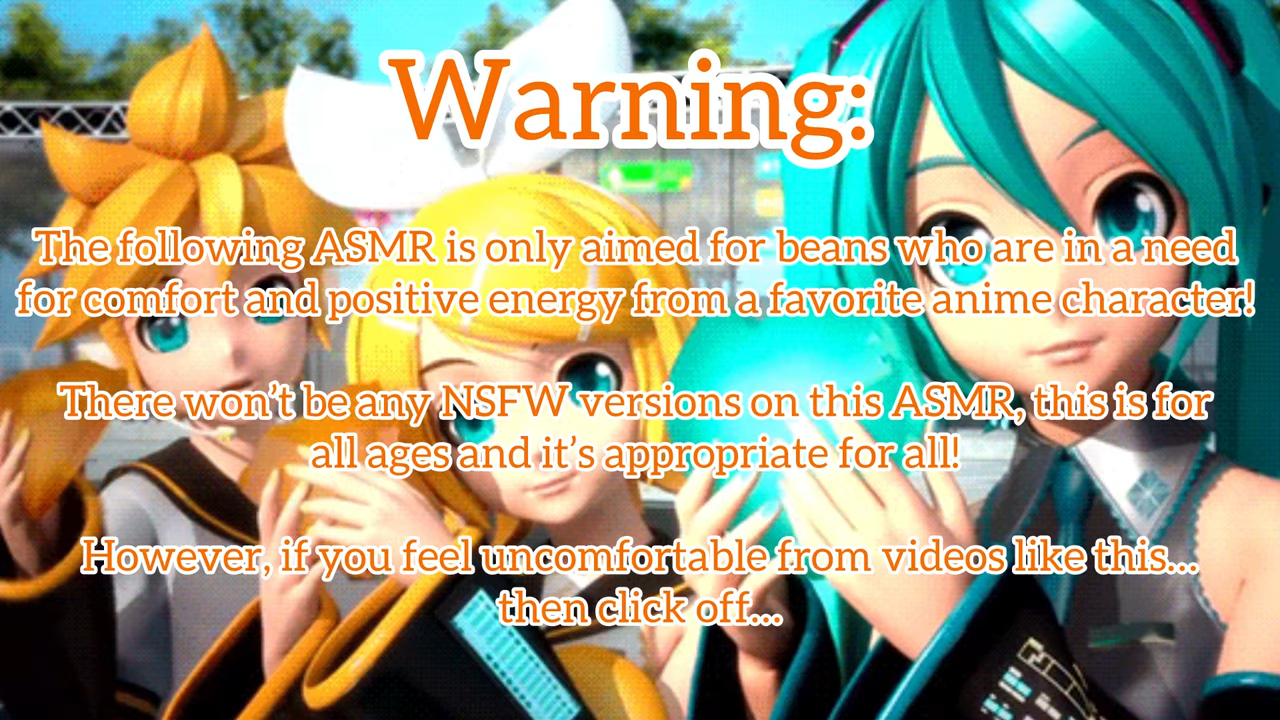 Warning:
The following ASMR is only aimed for beans who are in a need
for comfort and positive energy from a favorite anime character!
There won't be any NSFW versions on this ASMR, this is for
all ages and it's appropriate for all!
However, if you feel uncomfortable from videos like this...
then click off...